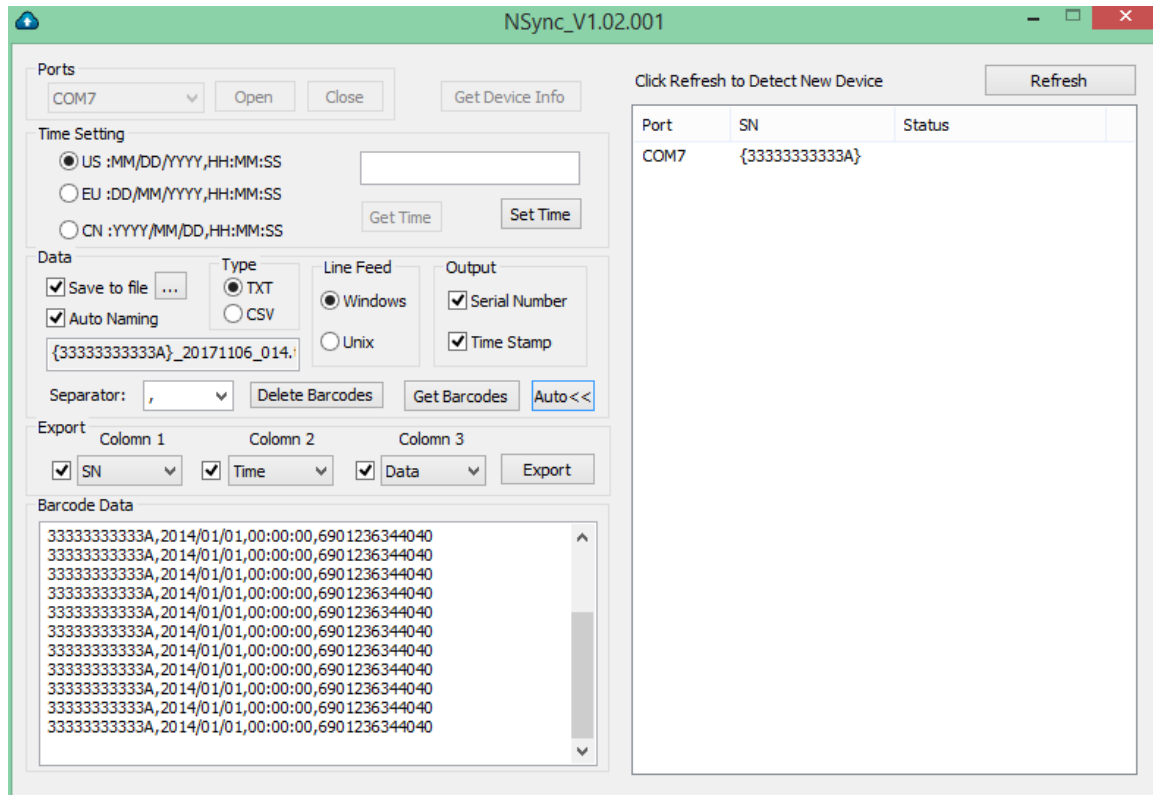 NSync_V1.02.001
Ports
COM7 Open Close Get Device Info
Time Setting
US :MM/DD/YYYY,HH:MM:SS
EU :DD/MM/YYYY,HH:MM:SS
CN :YYYY/MM/DD,HH:MM:SS
Get Time Set Time
Data
Save to file ...
Auto Naming
Type
TXT
CSV
Line Feed
Windows
Unix
Output
Serial Number
Time Stamp
{33333333333A}_20171106_014.
Separator: , Delete Barcodes Get Barcodes Auto<<
Export
Colomn 1 Colomn 2 Colomn 3
SN Time Data Export
Barcode Data
33333333333A,2014/01/01,00:00:00,6901236344040
33333333333A,2014/01/01,00:00:00,6901236344040
33333333333A,2014/01/01,00:00:00,6901236344040
33333333333A,2014/01/01,00:00:00,6901236344040
33333333333A,2014/01/01,00:00:00,6901236344040
33333333333A,2014/01/01,00:00:00,6901236344040
33333333333A,2014/01/01,00:00:00,6901236344040
33333333333A,2014/01/01,00:00:00,6901236344040
33333333333A,2014/01/01,00:00:00,6901236344040
33333333333A,2014/01/01,00:00:00,6901236344040
33333333333A,2014/01/01,00:00:00,6901236344040
Click Refresh to Detect New Device Refresh
Port SN Status
COM7 {33333333333A}